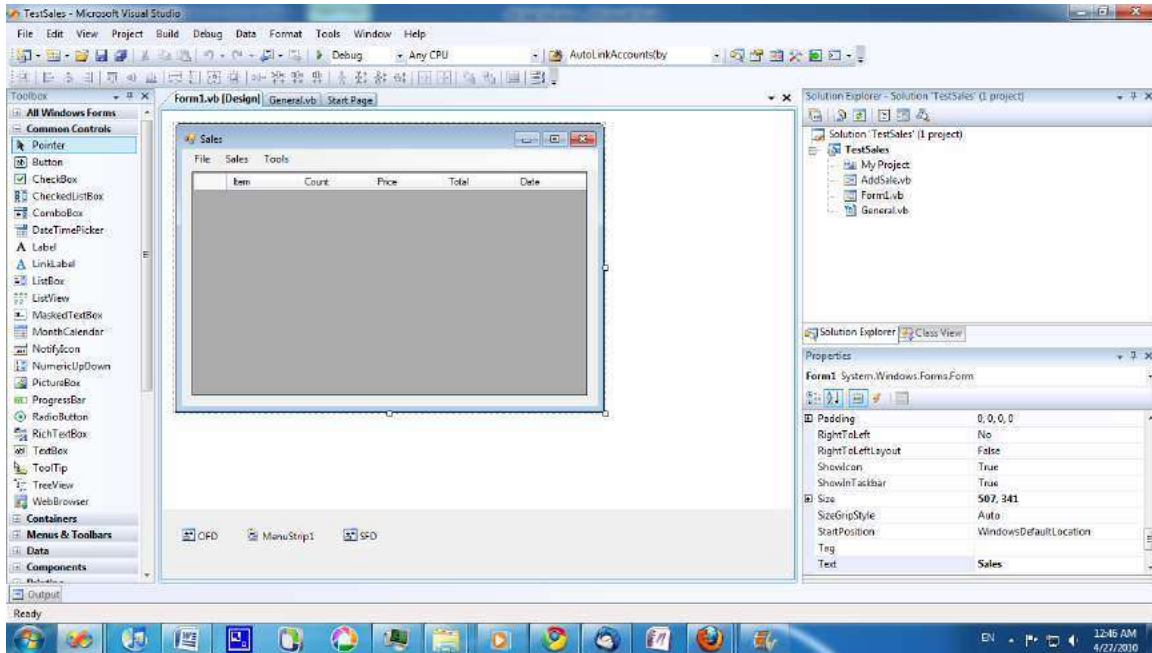 TestSales - Microsoft Visual Studio
File Edit View Project Build Debug Data Format Tools Window Help
Debug Any CPU AutoLinkAccounts(by
Toolbox
All Windows Forms
Common Controls
Pointer
Button
CheckBox
CheckedListBox
ComboBox
DateTimePicker
Label
LinkLabel
ListBox
ListView
MaskedTextBox
MonthCalendar
NotifyIcon
NumericUpDown
PictureBox
ProgressBar
RadioButton
RichTextBox
TextBox
ToolTip
TreeView
WebBrowser
Containers
Menus & Toolbars
Data
Components
Form1.vb [Design] General.vb Start Page
Sales
File Sales Tools
Item Count Price Total Date
OFD MenuStrip1 SFD
Solution Explorer - Solution 'TestSales' (1 project)
Solution 'TestSales' (1 project)
TestSales
My Project
AddSale.vb
Form1.vb
General.vb
Solution Explorer Class View
Properties
Form1 System.Windows.Forms.Form
Padding 0, 0, 0, 0
RightToLeft No
RightToLeftLayout False
ShowIcon True
ShowInTaskbar True
Size 507, 341
SizeGripStyle Auto
StartPosition WindowsDefaultLocation
Tag
Text Sales
Output
Ready
EN 12:46 AM
4/27/2010